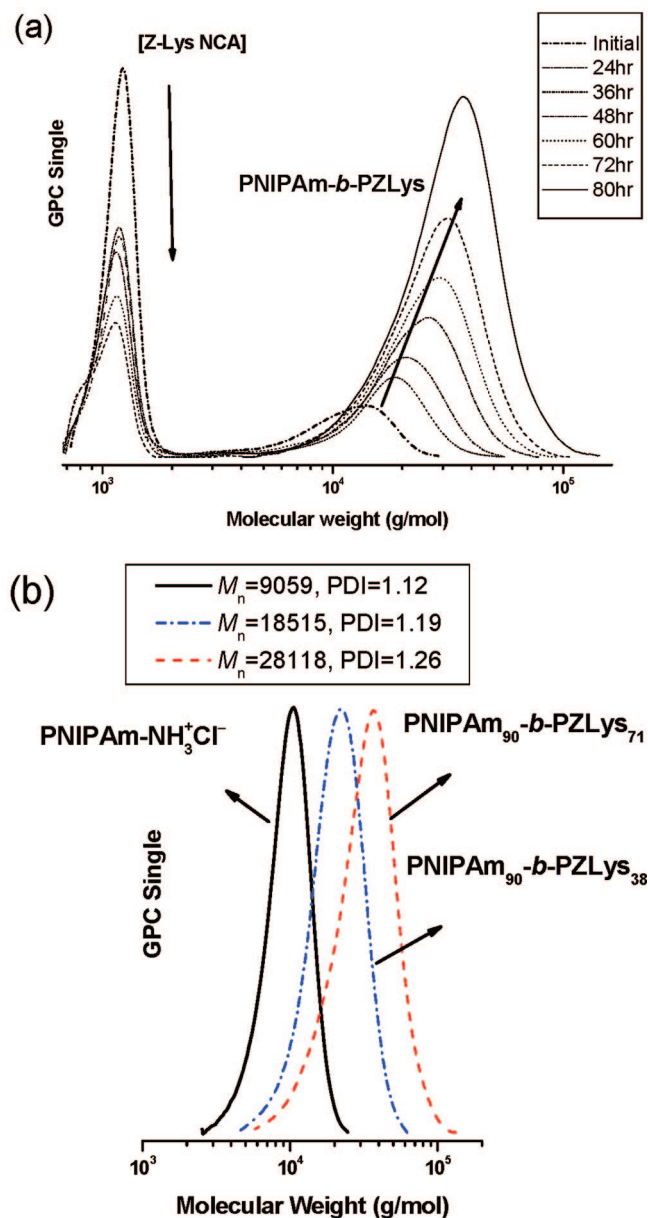 (a)
[Z-Lys NCA]
Initial
24hr
36hr
48hr
60hr
72hr
80hr
GPC Single
PNIPAm-b-PZLys
10³ 10⁴ 10⁵
Molecular weight (g/mol)
(b)
Mn=9059, PDI=1.12
Mn=18515, PDI=1.19
Mn=28118, PDI=1.26
PNIPAm-NH₃⁺Cl⁻
PNIPAm₉₀-b-PZLys₇₁
PNIPAm₉₀-b-PZLys₃₈
GPC Single
10³ 10⁴ 10⁵
Molecular Weight (g/mol)